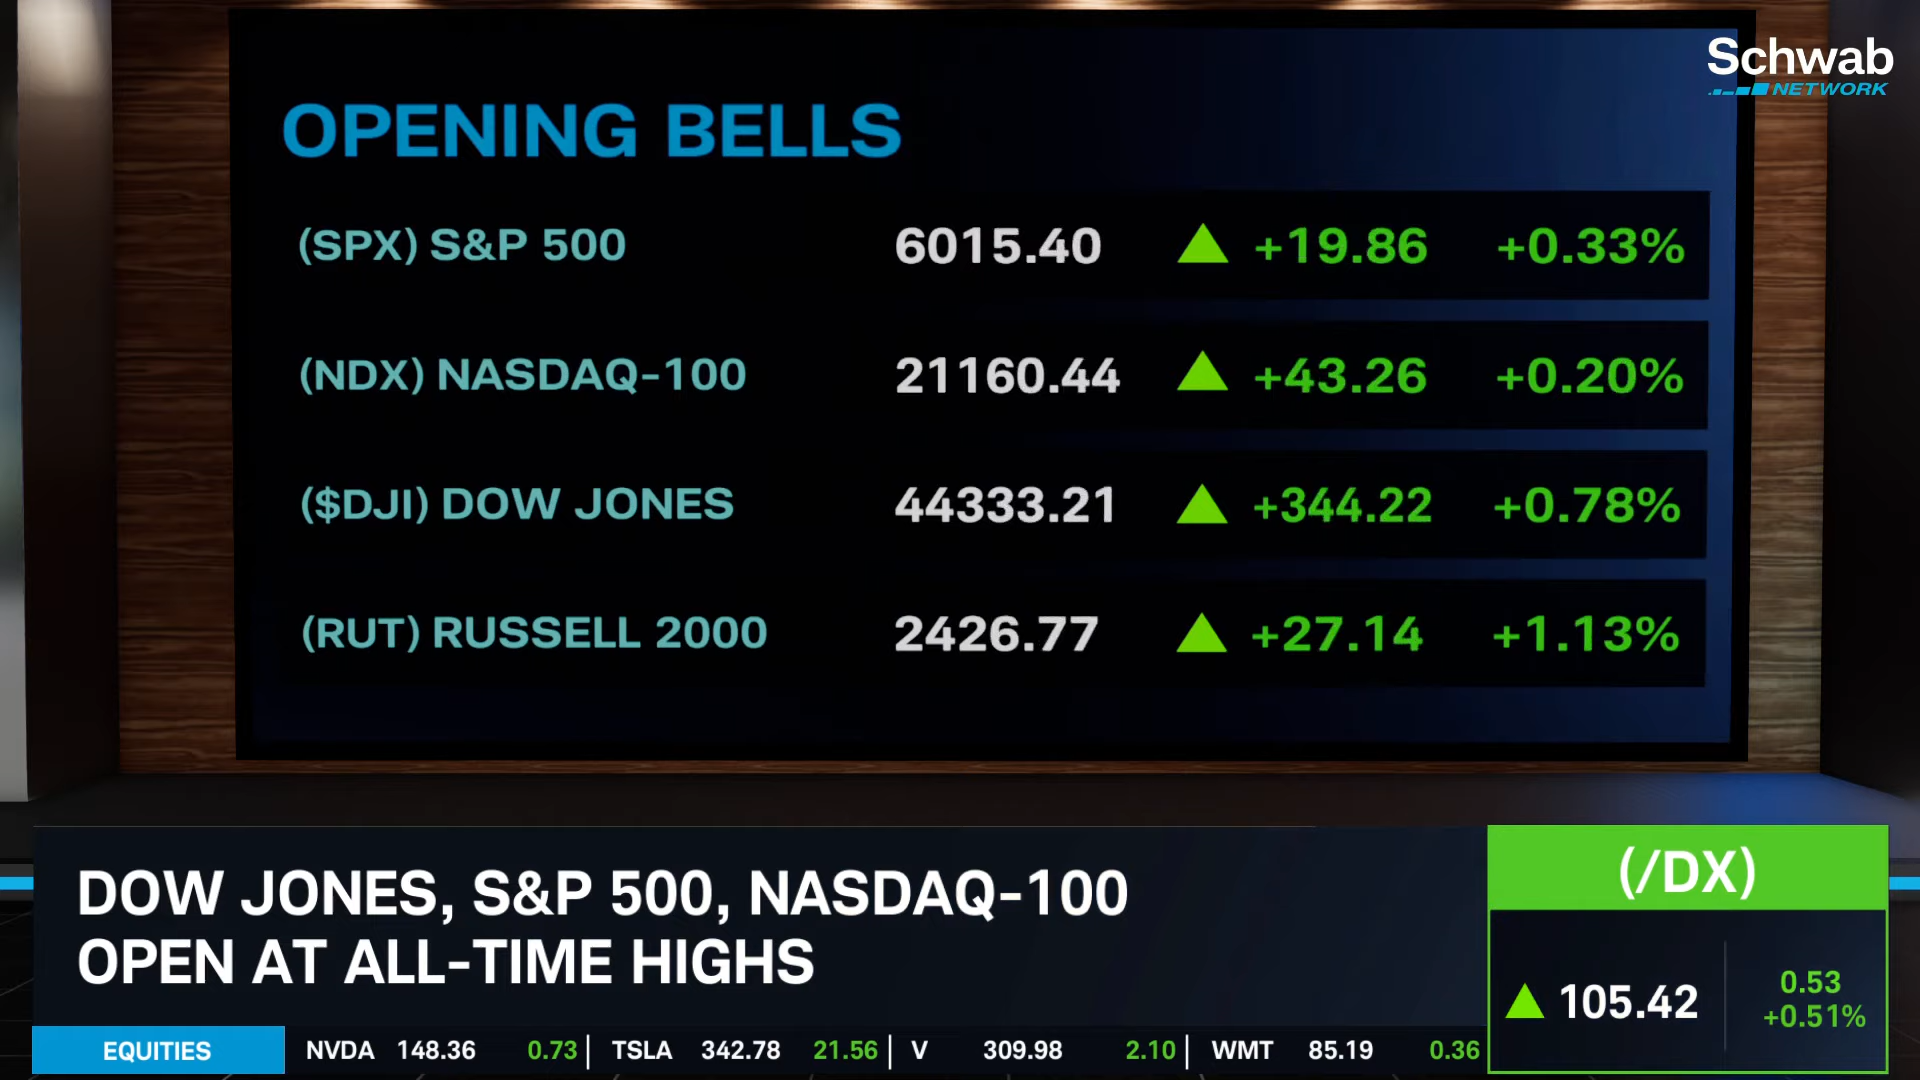 Schwab
NETWORK
OPENING BELLS
(SPX) S&P 500 6015.40 ▲ +19.86 +0.33%
(NDX) NASDAQ-100 21160.44 ▲ +43.26 +0.20%
($DJI) DOW JONES 44333.21 ▲ +344.22 +0.78%
(RUT) RUSSELL 2000 2426.77 ▲ +27.14 +1.13%
DOW JONES, S&P 500, NASDAQ-100
OPEN AT ALL-TIME HIGHS
(/DX)
▲ 105.42
0.53
+0.51%
EQUITIES NVDA 148.36 0.73 | TSLA 342.78 21.56 | V 309.98 2.10 | WMT 85.19 0.36